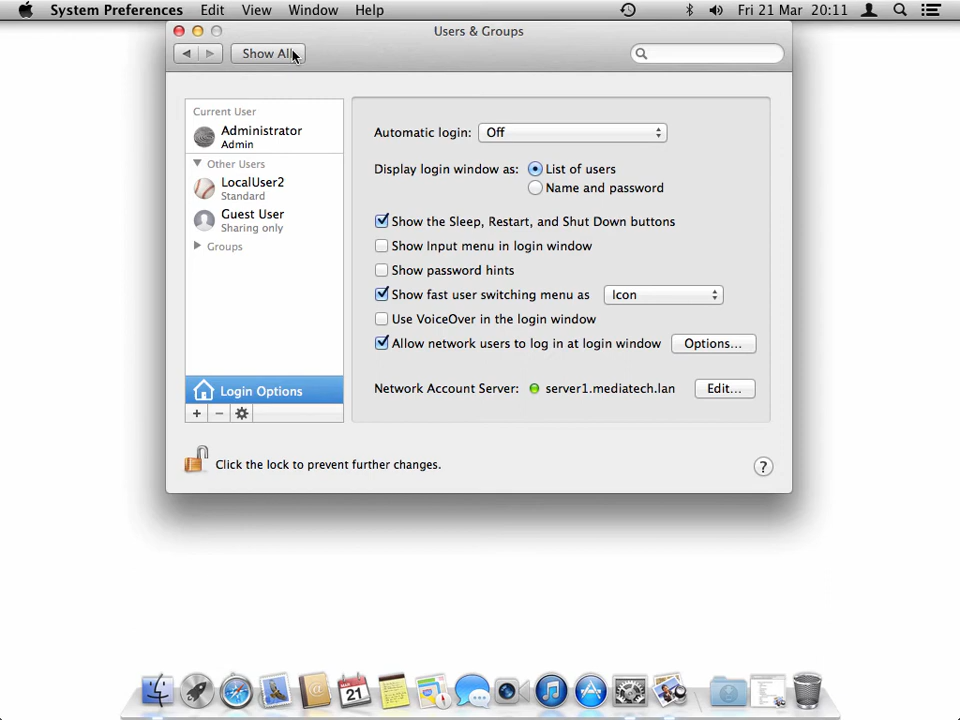 System Preferences Edit View Window Help Fri 21 Mar 20:11
Users & Groups
Show All
Current User
Administrator
Admin
Other Users
LocalUser2
Standard
Guest User
Sharing only
Groups
Login Options
Automatic login: Off
Display login window as: List of users
Name and password
Show the Sleep, Restart, and Shut Down buttons
Show Input menu in login window
Show password hints
Show fast user switching menu as Icon
Use VoiceOver in the login window
Allow network users to log in at login window Options...
Network Account Server: server1.mediatech.lan Edit...
Click the lock to prevent further changes.
?
21